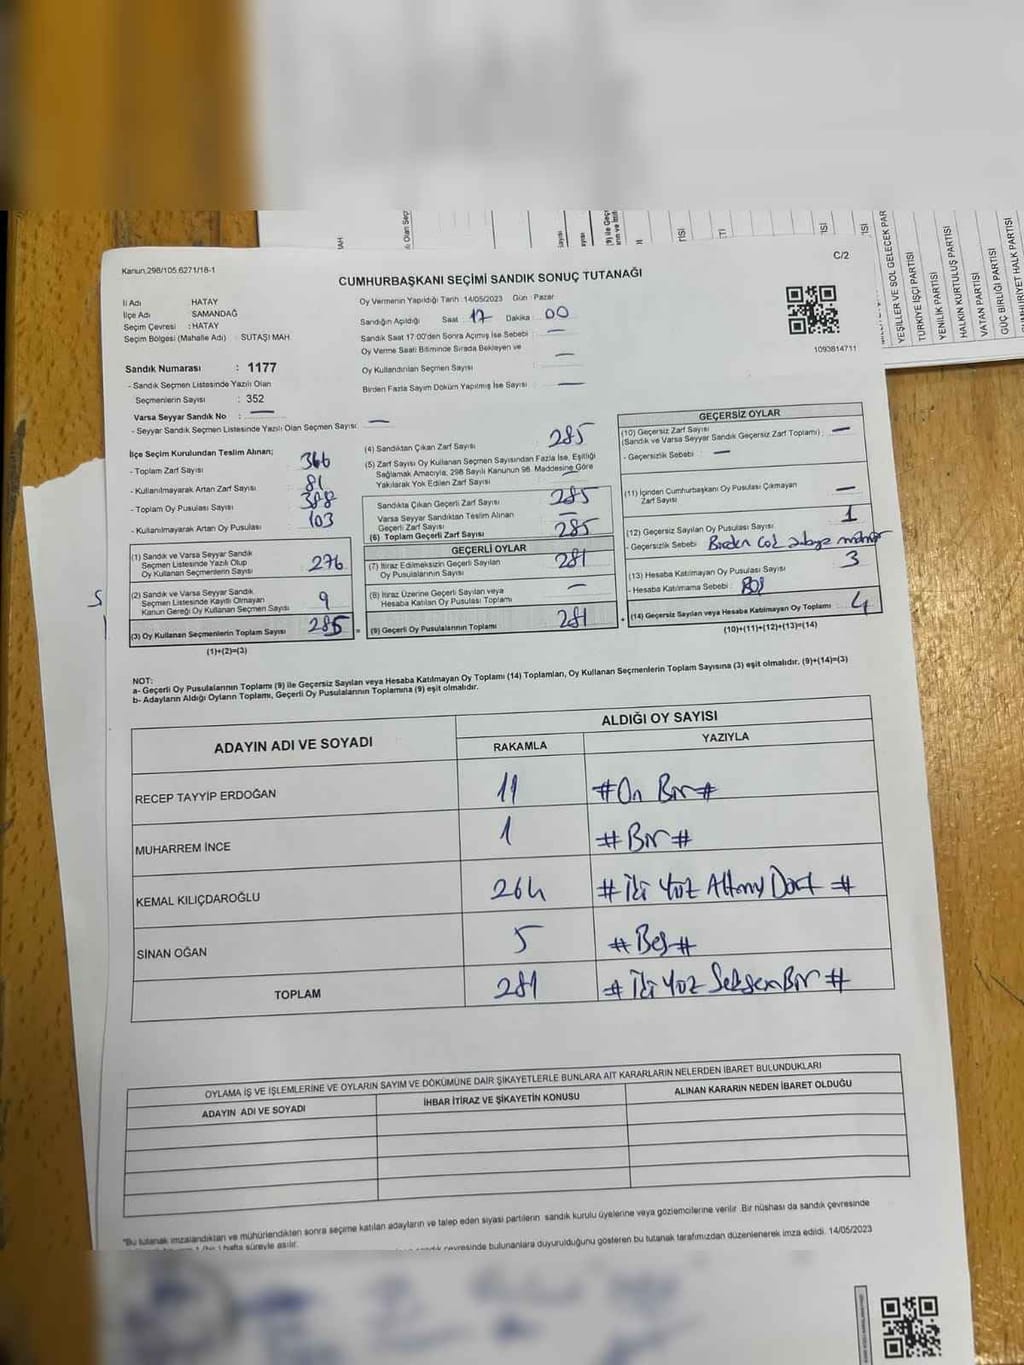 Kanun,298/105.6271/16-1
C/2
CUMHURBAŞKANI SEÇİMİ SANDIK SONUÇ TUTANAĞI
İl Adı HATAY
İlçe Adı SAMANDAĞ
Seçim Çevresi : HATAY
Seçim Bölgesi (Mahalle Adı) SUTAŞI MAH.
Oy Vermenin Yapıldığı Tarih :14/05/2023 Gün : Pazar
Sandığın Açıldığı Saat 17 Dakika 00
Sandık Saat 17:00'den Sonra Açımış İse Sebebi —
Oy Verme Saati Bitiminde Sırada Bekleyen ve
Oy Kullandırılan Seçmen Sayısı —
Birden Fazla Sayım Döküm Yapılmış İse Sayısı —
1093814711
Sandık Numarası : 1177
- Sandık Seçmen Listesinde Yazılı Olan
Seçmenlerin Sayısı : 352
Varsa Seyyar Sandık No : —
- Seyyar Sandık Seçmen Listesinde Yazılı Olan Seçmen Sayısı: —
İlçe Seçim Kurulundan Teslim Alınan;
- Toplam Zarf Sayısı 366
- Kullanılmayarak Artan Zarf Sayısı 81
- Toplam Oy Pusulası Sayısı 388
- Kullanılmayarak Artan Oy Pusulası 103
(1) Sandık ve Varsa Seyyar Sandık
Seçmen Listesinde Yazılı Olup
Oy Kullanan Seçmenlerin Sayısı 276
(2) Sandık ve Varsa Seyyar Sandık
Seçmen Listesinde Kayıtlı Olmayan
Kanun Gereği Oy Kullanan Seçmen Sayısı 9
(3) Oy Kullanan Seçmenlerin Toplam Sayısı 285
(1)+(2)=(3)
(4) Sandıktan Çıkan Zarf Sayısı 285
(5) Zarf Sayısı Oy Kullanan Seçmen Sayısından Fazla İse, Eşitliği
Sağlamak Amacıyla, 298 Sayılı Kanunun 98. Maddesine Göre
Yakılarak Yok Edilen Zarf Sayısı —
Sandıkta Çıkan Geçerli Zarf Sayısı 285
Varsa Seyyar Sandıktan Teslim Alınan
Geçerli Zarf Sayısı —
(6) Toplam Geçerli Zarf Sayısı 285
GEÇERLİ OYLAR
(7) İtiraz Edilmeksizin Geçerli Sayılan
Oy Pusulalarının Sayısı 281
(8) İtiraz Üzerine Geçerli Sayılan veya
Hesaba Katılan Oy Pusulası Toplamı —
= (9) Geçerli Oy Pusulalarının Toplamı 281
GEÇERSİZ OYLAR
(10) Geçersiz Zarf Sayısı
(Sandık ve Varsa Seyyar Sandık Geçersiz Zarf Toplamı) : —
- Geçersizlik Sebebi : —
(11) İçinden Cumhurbaşkanı Oy Pusulası Çıkmayan
Zarf Sayısı —
(12) Geçersiz Sayılan Oy Pusulası Sayısı 1
- Geçersizlik Sebebi
(13) Hesaba Katılmayan Oy Pusulası Sayısı 3
- Hesaba Katılmama Sebebi : Boş
+ (14) Geçersiz Sayılan veya Hesaba Katılmayan Oy Toplamı 4
(10)+(11)+(12)+(13)=(14)
NOT:
a- Geçerli Oy Pusulalarının Toplamı (9) ile Geçersiz Sayılan veya Hesaba Katılmayan Oy Toplamı (14) Toplamları, Oy Kullanan Seçmenlerin Toplam Sayısına (3) eşit olmalıdır. (9)+(14)=(3)
b- Adayların Aldığı Oyların Toplamı, Geçerli Oy Pusulalarının Toplamına (9) eşit olmalıdır.
ADAYIN ADI VE SOYADI
ALDIĞI OY SAYISI
RAKAMLA YAZIYLA
RECEP TAYYİP ERDOĞAN 11 #On Bir#
MUHARREM İNCE 1 #Bir#
KEMAL KILIÇDAROĞLU 264 #İki Yüz Altmış Dört#
SİNAN OĞAN 5 #Beş#
TOPLAM 281 #İki Yüz Seksen Bir#
OYLAMA İŞ VE İŞLEMLERİNE VE OYLARIN SAYIM VE DÖKÜMÜNE DAİR ŞİKAYETLERLE BUNLARA AİT KARARLARIN NELERDEN İBARET BULUNDUKLARI
ADAYIN ADI VE SOYADI İHBAR İTİRAZ VE ŞİKAYETİN KONUSU ALINAN KARARIN NEDEN İBARET OLDUĞU
*Bu tutanak imzalandıktan ve mühürlendikten sonra seçime katılan adayların ve talep eden siyasi partilerin sandık kurulu üyelerine veya gözlemcilerine verilir. Bir nüshası da sandık çevresinde
hafta süreyle asılır.
sandık çevresinde bulunanlara duyurulduğunu gösteren bu tutanak tarafımızdan düzenlenerek imza edildi. 14/05/2023
YEŞİLLER VE SOL GELECEK PAR
TÜRKİYE İŞÇİ PARTİSİ
YENİLİK PARTİSİ
HALKIN KURTULUŞ PARTİSİ
VATAN PARTİSİ
GÜÇ BİRLİĞİ PARTİSİ
CUMHURİYET HALK PARTİSİ